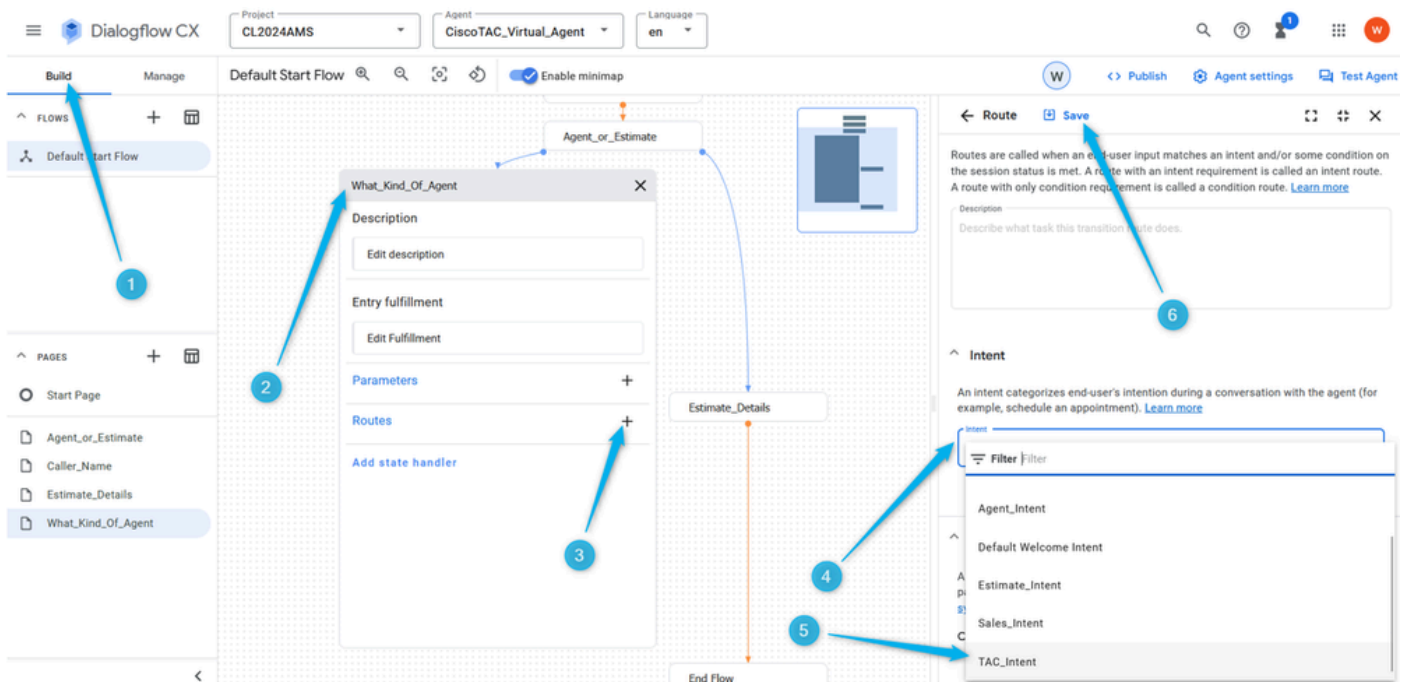 Dialogflow CX
Project
CL2024AMS
Agent
CiscoTAC_Virtual_Agent
Language
en
1
W
Build
Manage
Default Start Flow
Enable minimap
W
Publish
Agent settings
Test Agent
FLOWS
Default Start Flow
1
PAGES
Start Page
Agent_or_Estimate
Caller_Name
Estimate_Details
What_Kind_Of_Agent
Agent_or_Estimate
What_Kind_Of_Agent
Description
Edit description
Entry fulfillment
Edit Fulfillment
2
Parameters
Routes
Add state handler
3
Estimate_Details
End Flow
Route
Save
Routes are called when an end-user input matches an intent and/or some condition on
the session status is met. A route with an intent requirement is called an intent route.
A route with only condition requirement is called a condition route. Learn more
Description
Describe what task this transition route does.
6
Intent
An intent categorizes end-user's intention during a conversation with the agent (for
example, schedule an appointment). Learn more
Intent
Filter Filter
4
Agent_Intent
Default Welcome Intent
Estimate_Intent
Sales_Intent
5
TAC_Intent